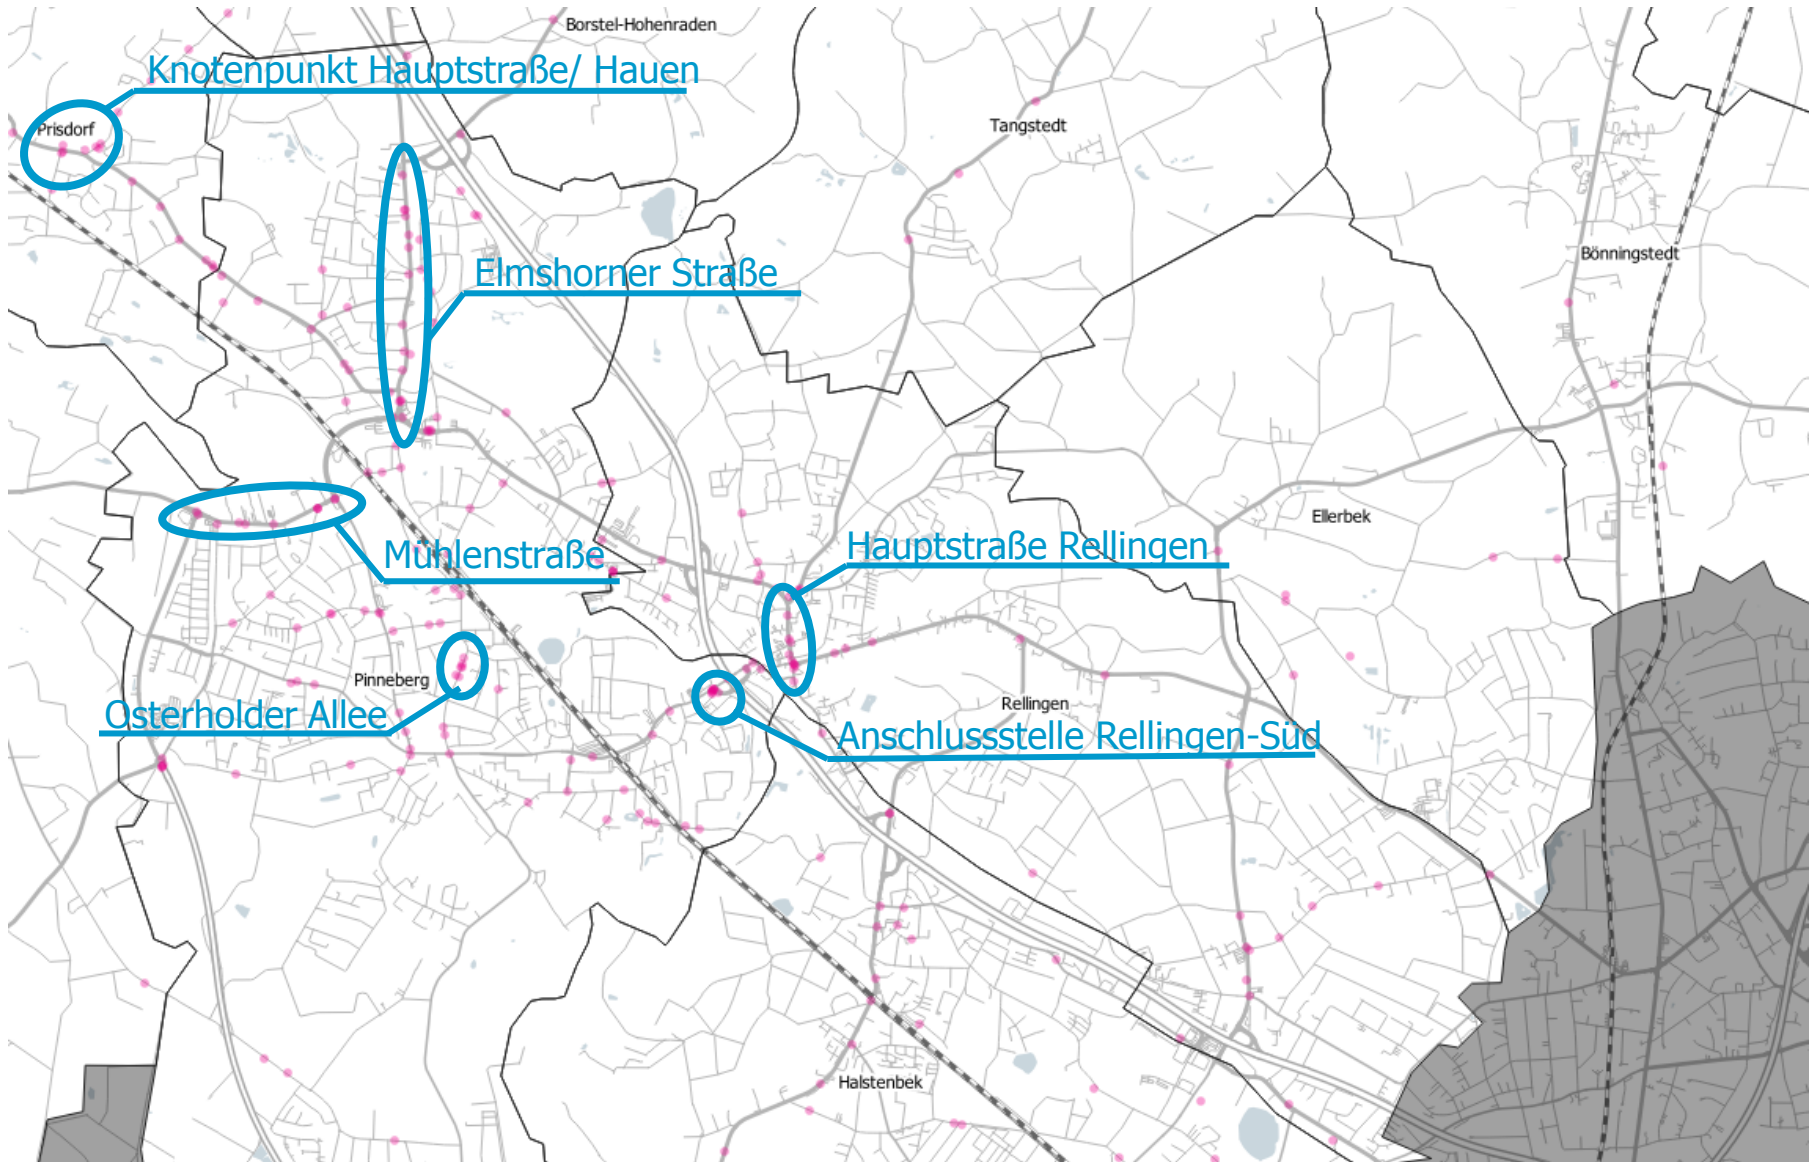 Borstel-Hohenraden
Knotenpunkt Hauptstraße/ Hauen
Prisdorf
Tangstedt
Bönningstedt
Elmshorner Straße
Ellerbek
Mühlenstraße
Hauptstraße Rellingen
Pinneberg
Rellingen
Osterholder Allee
Anschlussstelle Rellingen-Süd
Halstenbek